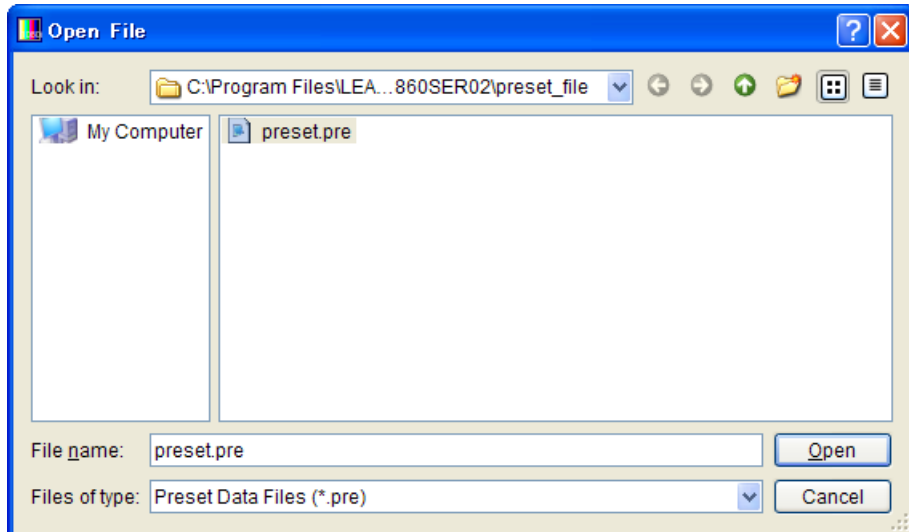 Open File
Look in: C:\Program Files\LEA...860SER02\preset_file
My Computer preset.pre
File name: preset.pre Open
Files of type: Preset Data Files (*.pre) Cancel